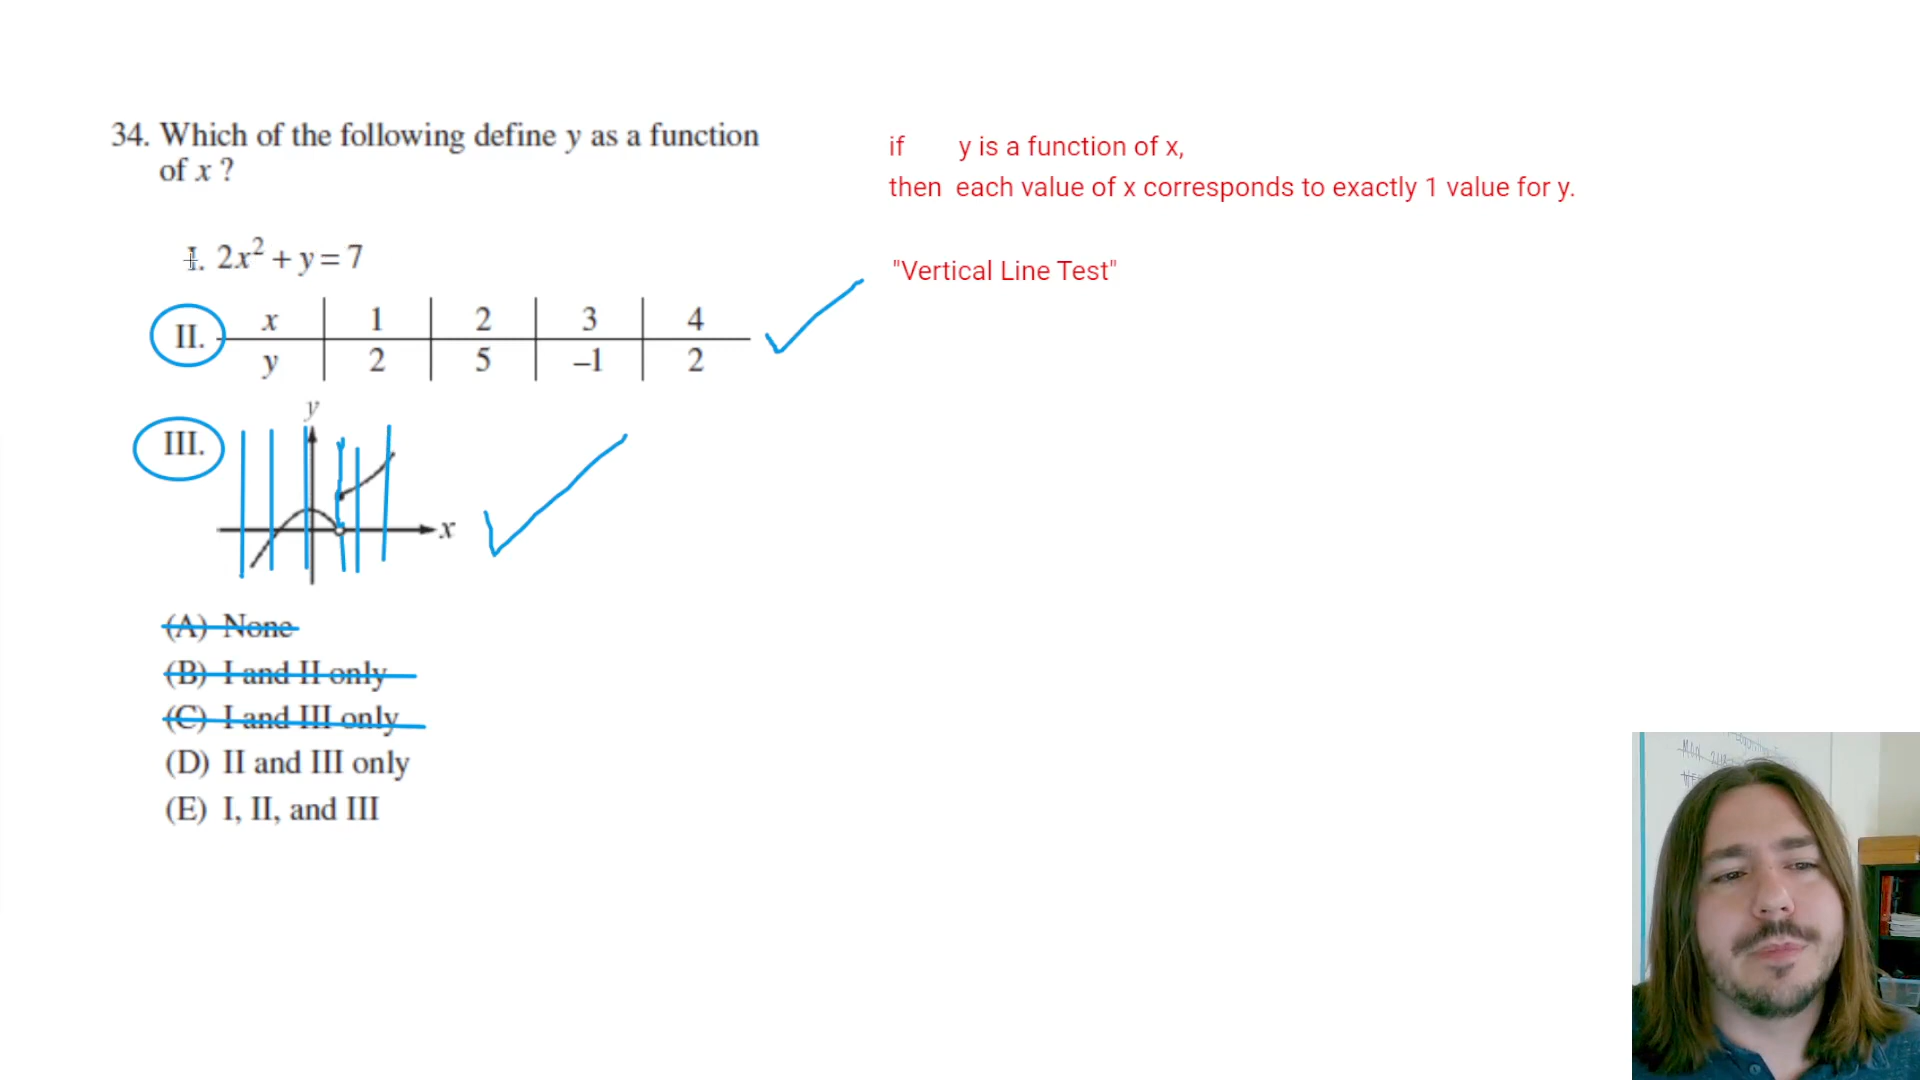 34. Which of the following define y as a function
of x ?
if y is a function of x,
then each value of x corresponds to exactly 1 value for y.
"Vertical Line Test"
I. 2x² + y = 7
II. x 1 2 3 4
y 2 5 –1 2
III. y
x
(A) None
(B) I and II only
(C) I and III only
(D) II and III only
(E) I, II, and III